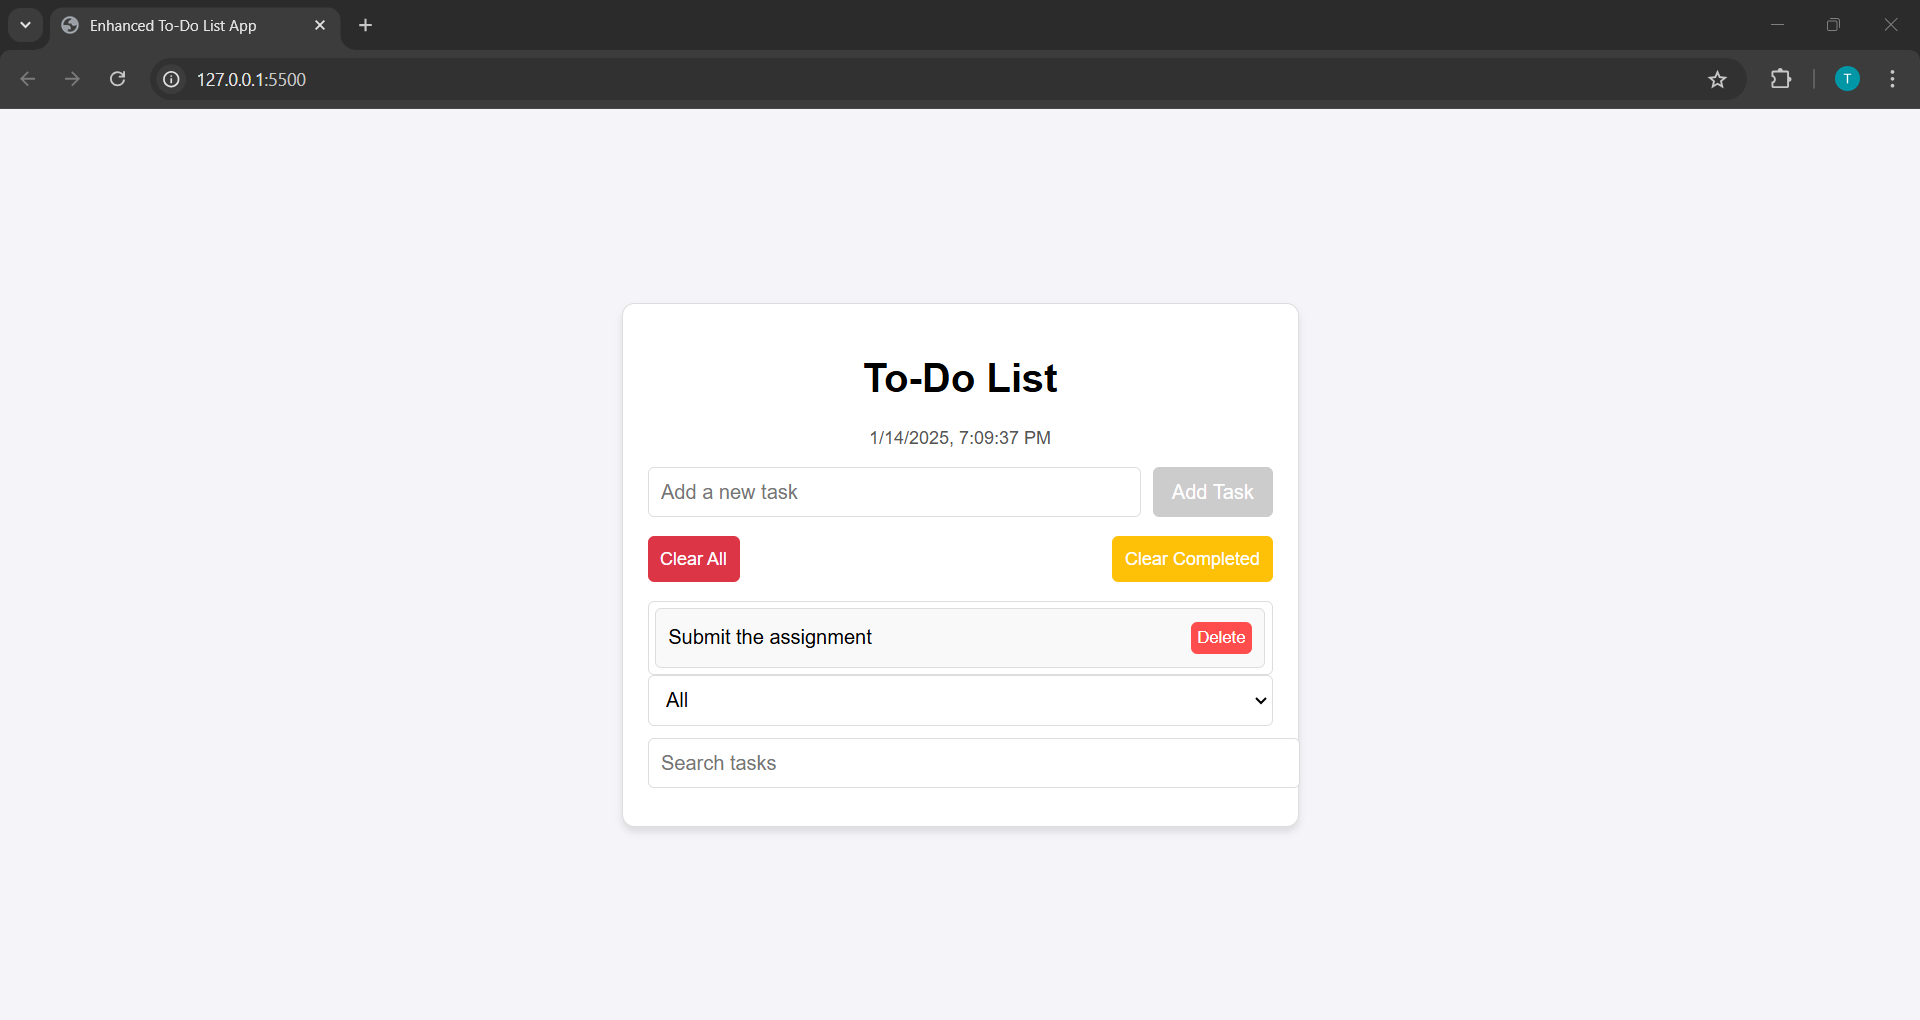 Enhanced To-Do List App
127.0.0.1:5500
T
To-Do List
1/14/2025, 7:09:37 PM
Add a new task
Add Task
Clear All
Clear Completed
Submit the assignment
Delete
All
Search tasks